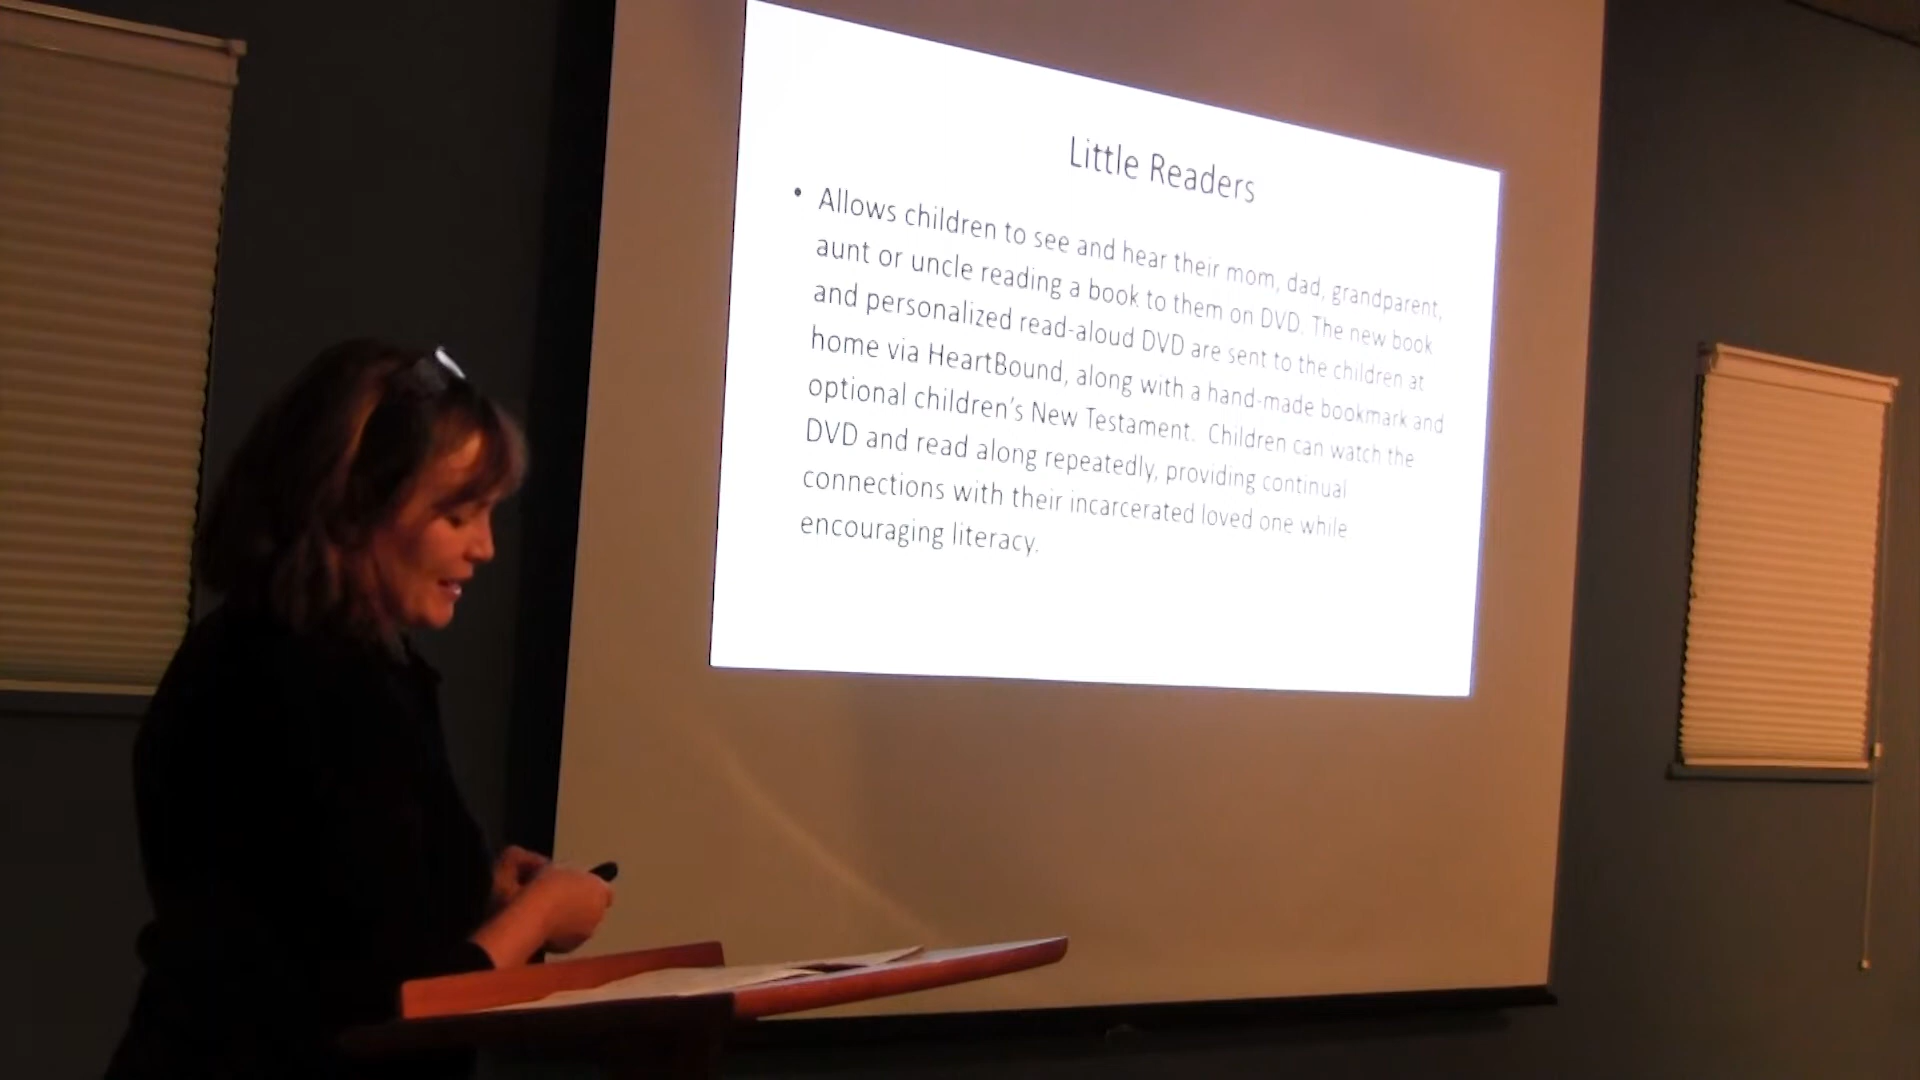 Little Readers
• Allows children to see and hear their mom, dad, grandparent,
aunt or uncle reading a book to them on DVD. The new book
and personalized read-aloud DVD are sent to the children at
home via HeartBound, along with a hand-made bookmark and
optional children's New Testament. Children can watch the
DVD and read along repeatedly, providing continual
connections with their incarcerated loved one while
encouraging literacy.